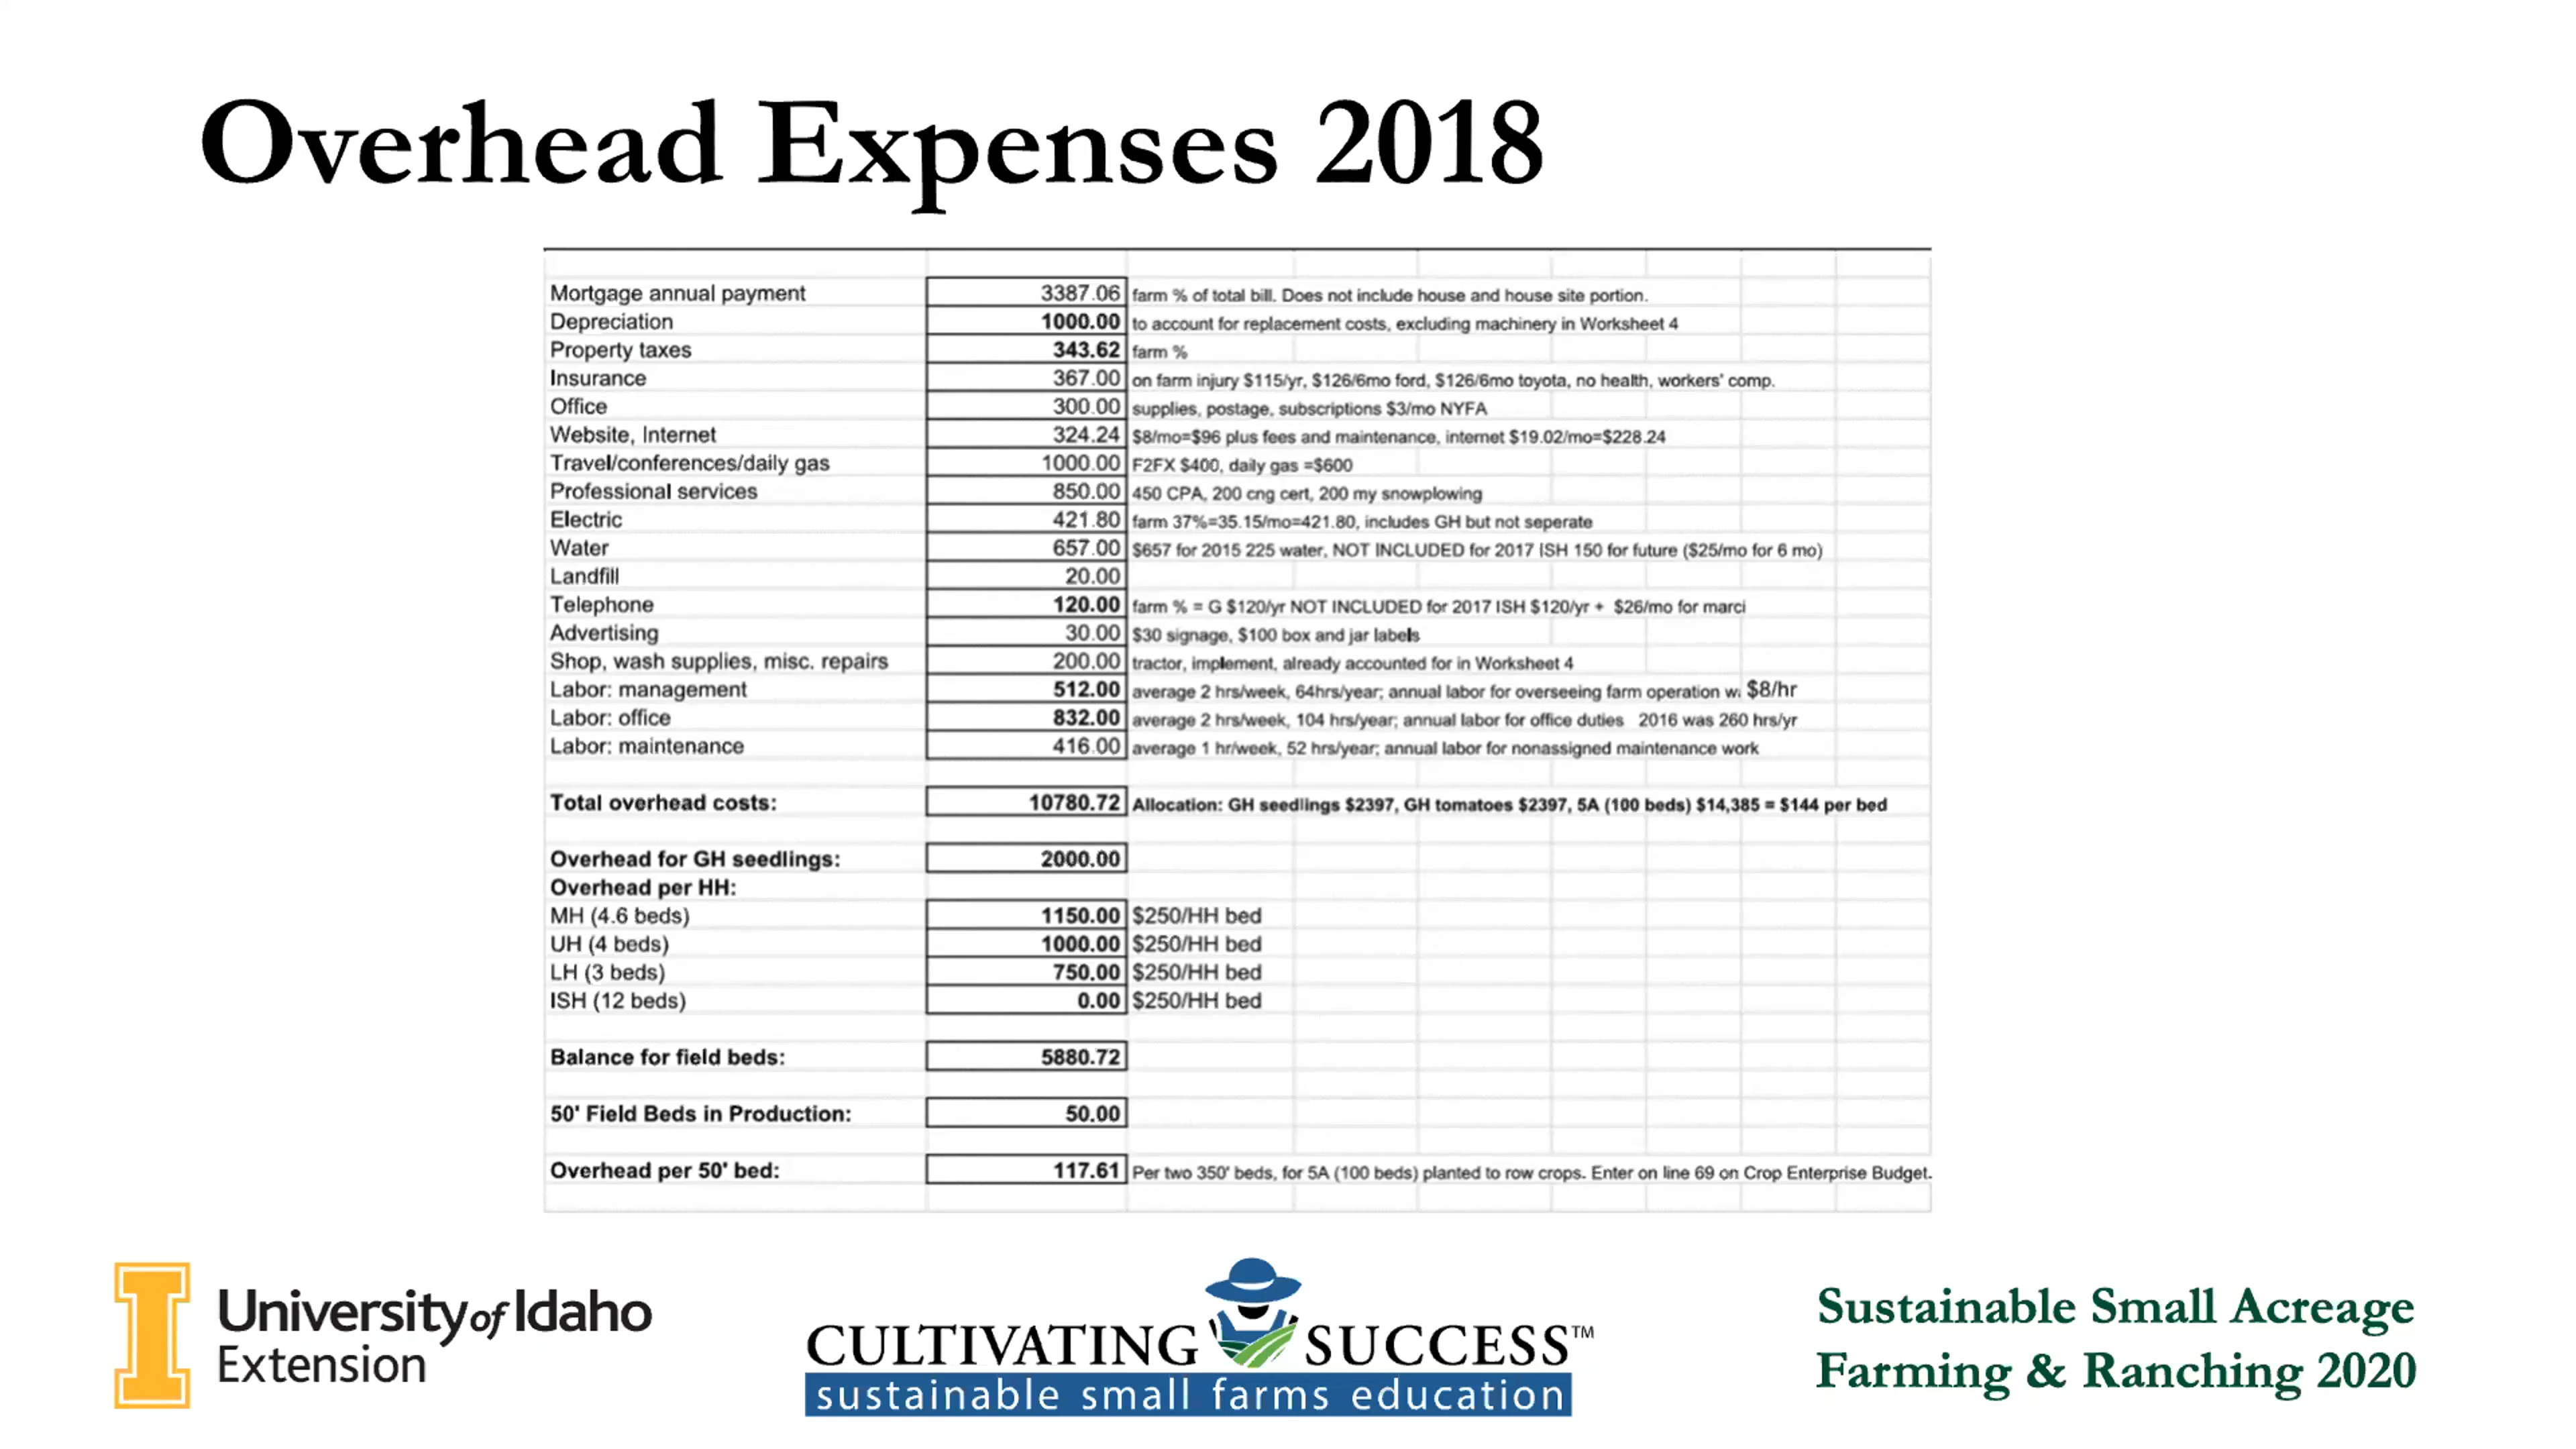 Overhead Expenses 2018
Mortgage annual payment 3387.06 farm % of total bill. Does not include house and house site portion.
Depreciation 1000.00 to account for replacement costs, excluding machinery in Worksheet 4
Property taxes 343.62 farm %
Insurance 367.00 on farm injury $115/yr, $126/6mo ford, $126/6mo toyota, no health, workers' comp.
Office 300.00 supplies, postage, subscriptions $3/mo NYFA
Website, Internet 324.24 $8/mo=$96 plus fees and maintenance, internet $19.02/mo=$228.24
Travel/conferences/daily gas 1000.00 F2FX $400, daily gas =$600
Professional services 850.00 450 CPA, 200 cng cert, 200 my snowplowing
Electric 421.80 farm 37%=35.15/mo=421.80, includes GH but not seperate
Water 657.00 $657 for 2015 225 water, NOT INCLUDED for 2017 ISH 150 for future ($25/mo for 6 mo)
Landfill 20.00
Telephone 120.00 farm % = G $120/yr NOT INCLUDED for 2017 ISH $120/yr + $26/mo for marci
Advertising 30.00 $30 signage, $100 box and jar labels
Shop, wash supplies, misc. repairs 200.00 tractor, implement, already accounted for in Worksheet 4
Labor: management 512.00 average 2 hrs/week, 64hrs/year; annual labor for overseeing farm operation w $8/hr
Labor: office 832.00 average 2 hrs/week, 104 hrs/year; annual labor for office duties 2016 was 260 hrs/yr
Labor: maintenance 416.00 average 1 hr/week, 52 hrs/year; annual labor for nonassigned maintenance work
Total overhead costs: 10780.72 Allocation: GH seedlings $2397, GH tomatoes $2397, 5A (100 beds) $14,385 = $144 per bed
Overhead for GH seedlings: 2000.00
Overhead per HH:
MH (4.6 beds) 1150.00 $250/HH bed
UH (4 beds) 1000.00 $250/HH bed
LH (3 beds) 750.00 $250/HH bed
ISH (12 beds) 0.00 $250/HH bed
Balance for field beds: 5880.72
50' Field Beds in Production: 50.00
Overhead per 50' bed: 117.61 Per two 350' beds, for 5A (100 beds) planted to row crops. Enter on line 69 on Crop Enterprise Budget.
I
University of Idaho
Extension
CULTIVATING SUCCESS™
sustainable small farms education
Sustainable Small Acreage
Farming & Ranching 2020